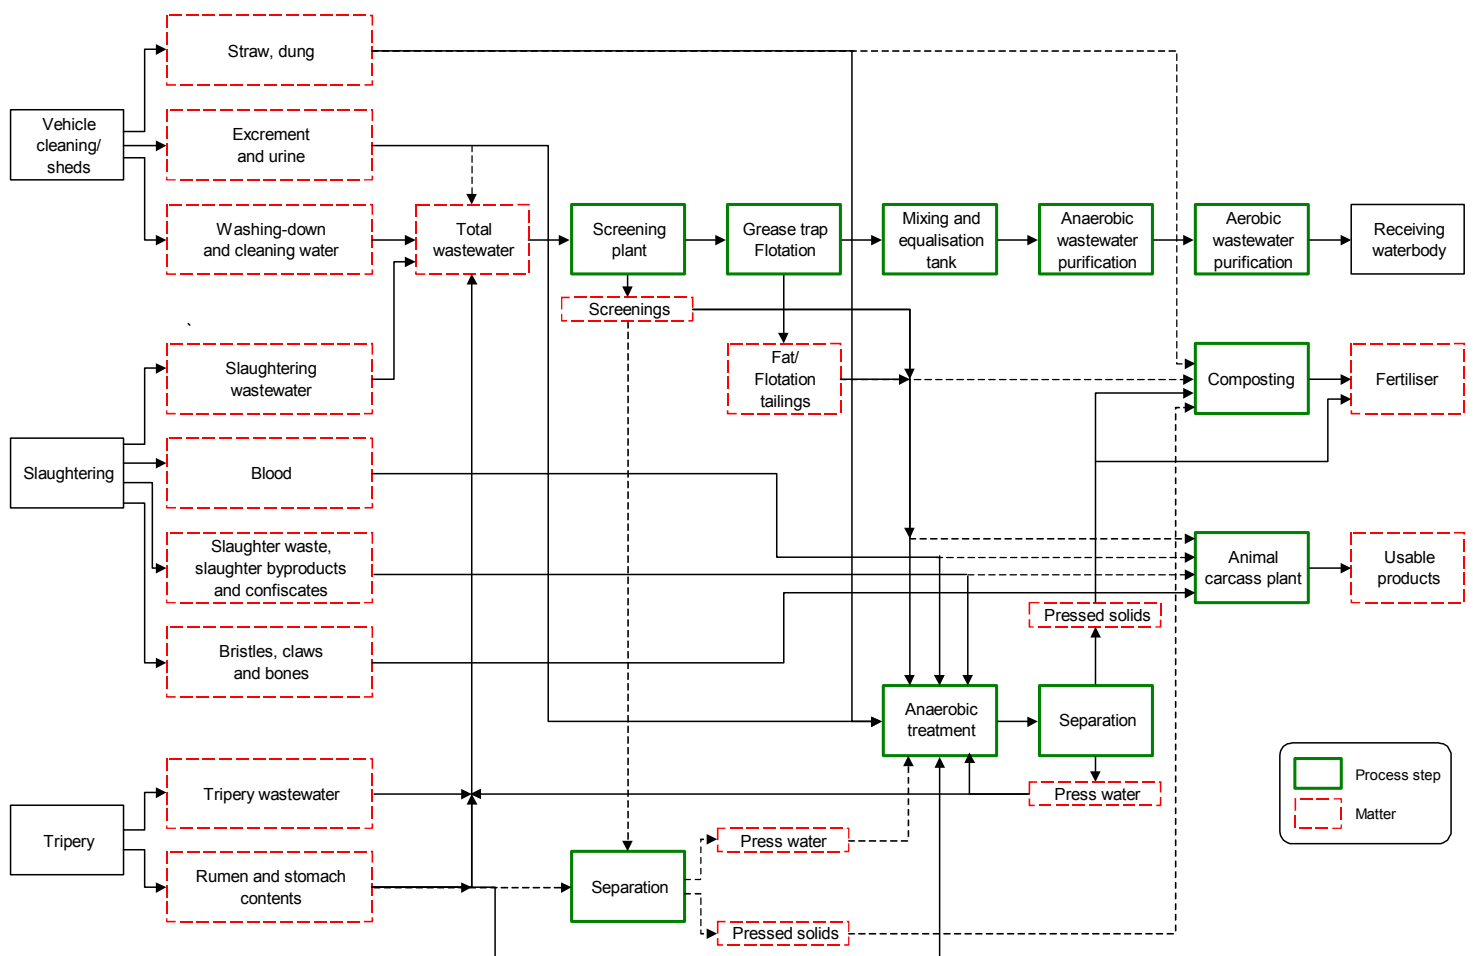 Straw, dung
Vehicle
cleaning/
sheds
Excrement
and urine
Washing-down
and cleaning water
Total
wastewater
Screening
plant
Grease trap
Flotation
Mixing and
equalisation
tank
Anaerobic
wastewater
purification
Aerobic
wastewater
purification
Receiving
waterbody
Screenings
Slaughtering
wastewater
Fat/
Flotation
tailings
Composting
Fertiliser
Slaughtering
Blood
Slaughter waste,
slaughter byproducts
and confiscates
Animal
carcass plant
Usable
products
Pressed solids
Bristles, claws
and bones
Anaerobic
treatment
Separation
Process step
Matter
Tripery wastewater
Press water
Tripery
Press water
Rumen and stomach
contents
Separation
Pressed solids